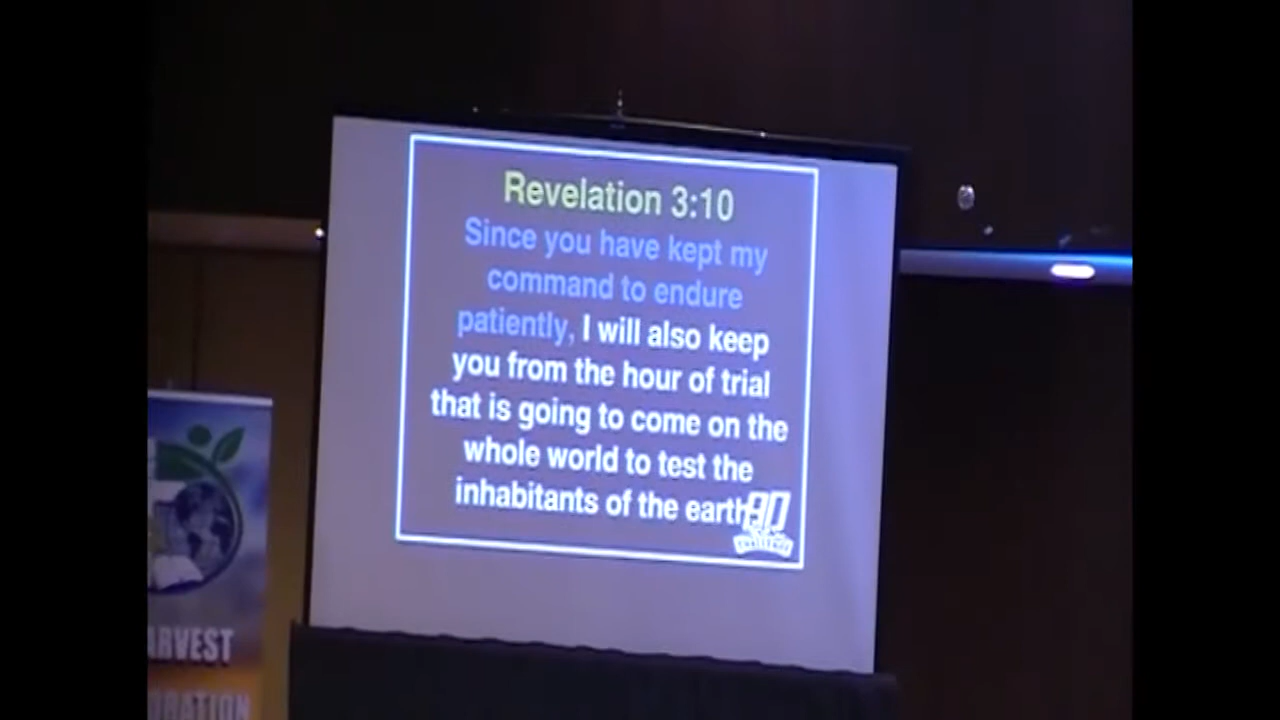 Revelation 3:10
Since you have kept my
command to endure
patiently, I will also keep
you from the hour of trial
that is going to come on the
whole world to test the
inhabitants of the earth
ARVEST
ORATION